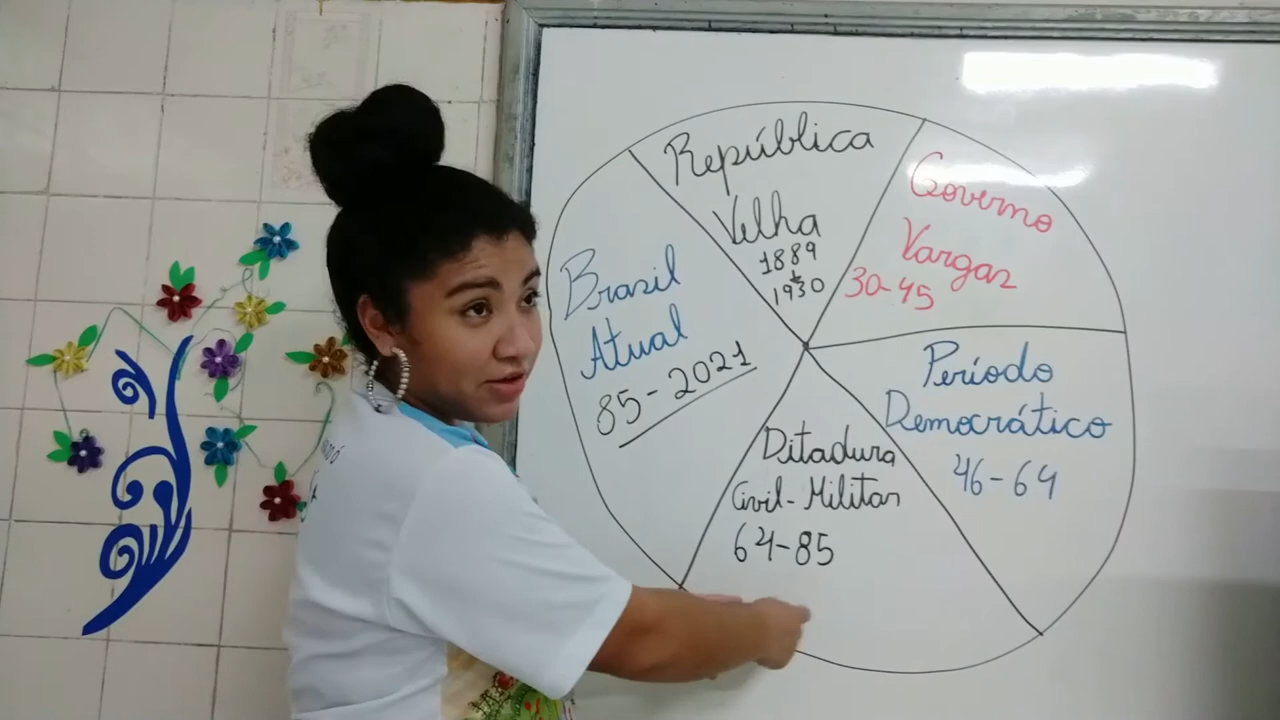 República
Velha
1889
1930
Governo
Vargas
30-45
Período
Democrático
46-64
Ditadura
Civil-Militar
64-85
Brasil
Atual
85-2021